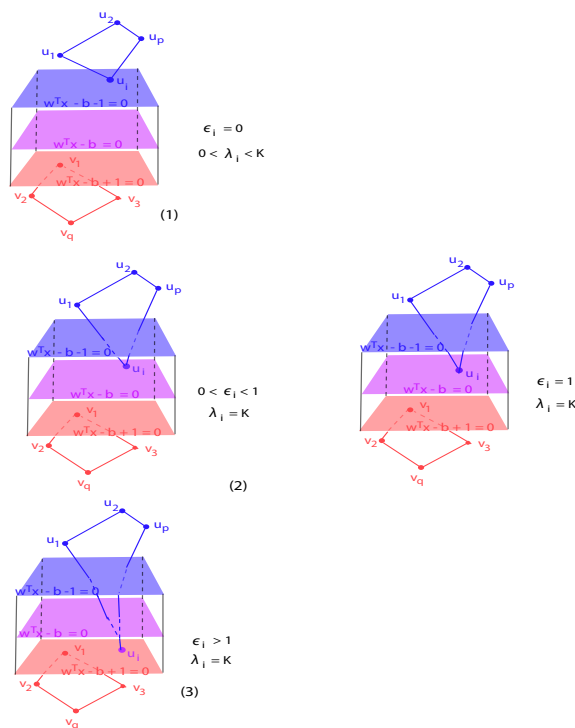 u₂
u₁
uₚ
uᵢ
wᵀx - b - 1 = 0
wᵀx - b = 0
v₁
wᵀx - b + 1 = 0
v₂
v₃
v_q
ϵᵢ = 0
0 < λᵢ < K
(1)
u₂
u₁
uₚ
wᵀx - b - 1 = 0
uᵢ
wᵀx - b = 0
v₁
wᵀx - b + 1 = 0
v₂
v₃
v_q
0 < ϵᵢ < 1
λᵢ = K
(2)
u₂
u₁
uₚ
wᵀx - b - 1 = 0
uᵢ
wᵀx - b = 0
v₁
wᵀx - b + 1 = 0
v₂
v₃
v_q
ϵᵢ = 1
λᵢ = K
u₂
u₁
uₚ
wᵀx - b - 1 = 0
wᵀx - b = 0
v₁
uᵢ
wᵀx - b + 1 = 0
v₂
v₃
v_q
ϵᵢ > 1
λᵢ = K
(3)